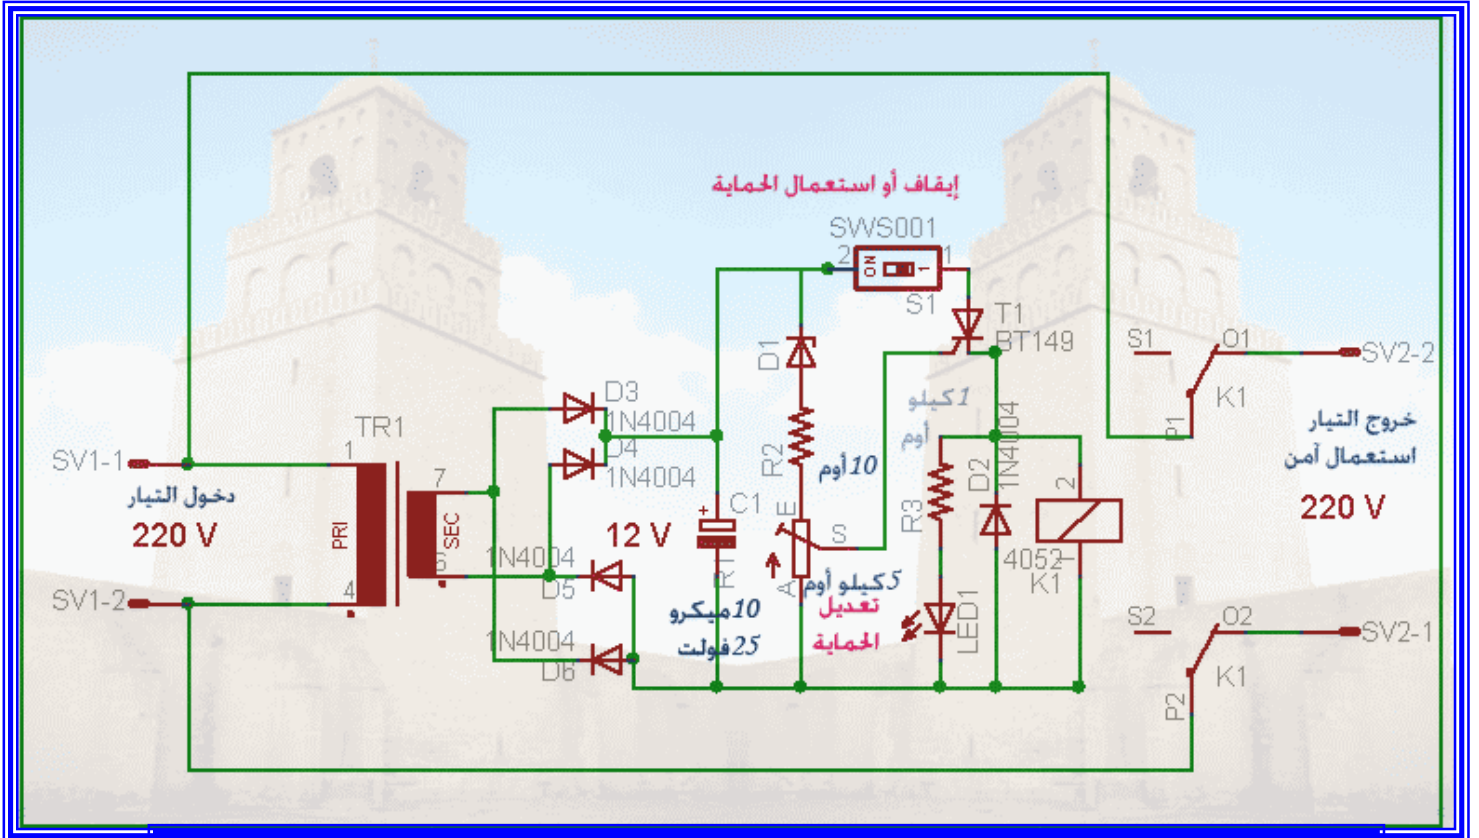 إيقاف أو استعمال الحماية
SWS001
2
ON
1
1
S1
T1
BT149
D1
S1
O1
SV2-2
K1
P1
خروج التيار
استعمال آمن
220 V
D3
1N4004
D4
1N4004
TR1
SV1-1
1
7
دخول التيار
220 V
PRI
SEC
SV1-2
4
1N4004
D5
1N4004
D6
12 V
C1
+
10ميكرو
25فولت
R2
10أوم
E
S
R1
A
5كيلو أوم
تعديل
الحماية
1كيلو
أوم
R3
D2
1N4004
LED1
2
4052
1
K1
S2
O2
SV2-1
K1
P2